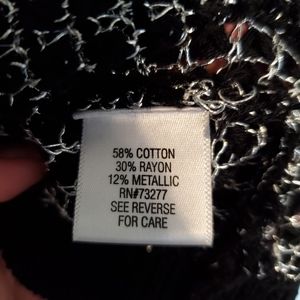 58% COTTON
30% RAYON
12% METALLIC
RN#73277
SEE REVERSE
FOR CARE